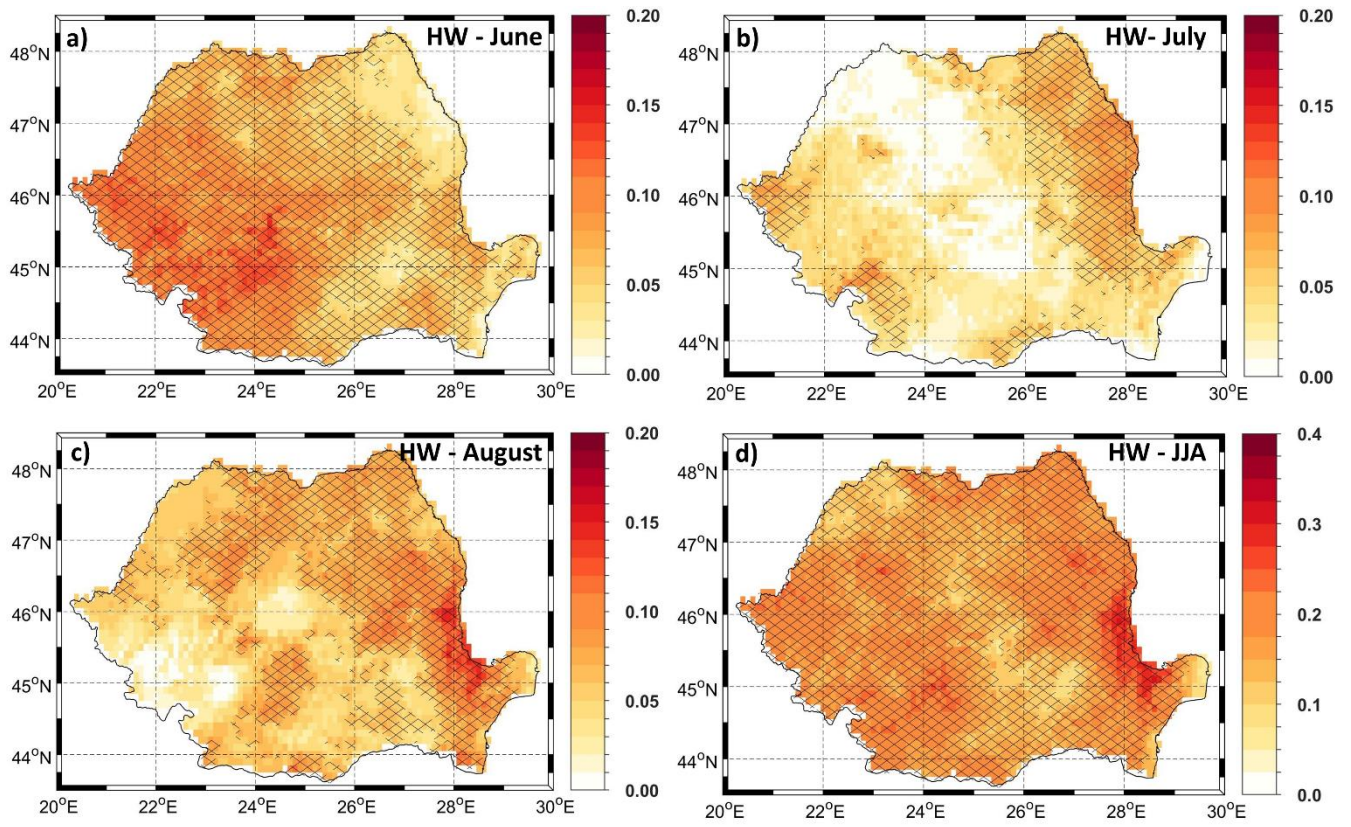 a) HW - June
48°N
47°N
46°N
45°N
44°N
20°E 22°E 24°E 26°E 28°E 30°E
0.20
0.15
0.10
0.05
0.00
b) HW- July
48°N
47°N
46°N
45°N
44°N
20°E 22°E 24°E 26°E 28°E 30°E
0.20
0.15
0.10
0.05
0.00
c) HW - August
48°N
47°N
46°N
45°N
44°N
20°E 22°E 24°E 26°E 28°E 30°E
0.20
0.15
0.10
0.05
0.00
d) HW - JJA
48°N
47°N
46°N
45°N
44°N
20°E 22°E 24°E 26°E 28°E 30°E
0.4
0.3
0.2
0.1
0.0